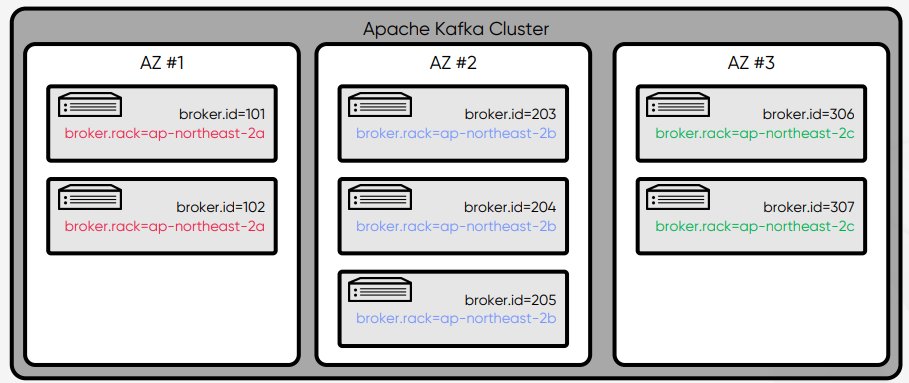 Apache Kafka Cluster
AZ #1
broker.id=101
broker.rack=ap-northeast-2a
broker.id=102
broker.rack=ap-northeast-2a
AZ #2
broker.id=203
broker.rack=ap-northeast-2b
broker.id=204
broker.rack=ap-northeast-2b
broker.id=205
broker.rack=ap-northeast-2b
AZ #3
broker.id=306
broker.rack=ap-northeast-2c
broker.id=307
broker.rack=ap-northeast-2c